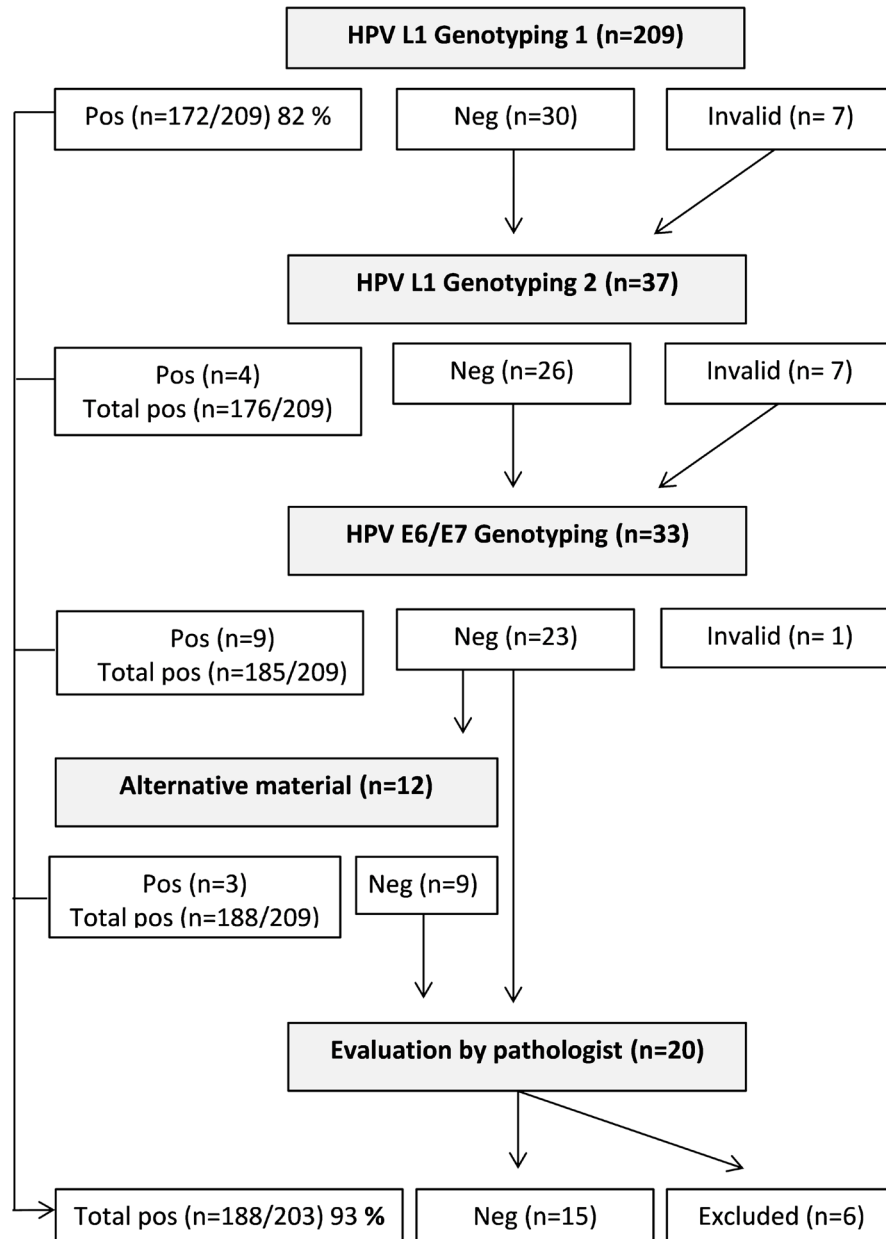 HPV L1 Genotyping 1 (n=209)
Pos (n=172/209) 82 %
Neg (n=30)
Invalid (n= 7)
HPV L1 Genotyping 2 (n=37)
Pos (n=4)
Total pos (n=176/209)
Neg (n=26)
Invalid (n= 7)
HPV E6/E7 Genotyping (n=33)
Pos (n=9)
Total pos (n=185/209)
Neg (n=23)
Invalid (n= 1)
Alternative material (n=12)
Pos (n=3)
Total pos (n=188/209)
Neg (n=9)
Evaluation by pathologist (n=20)
Total pos (n=188/203) 93 %
Neg (n=15)
Excluded (n=6)